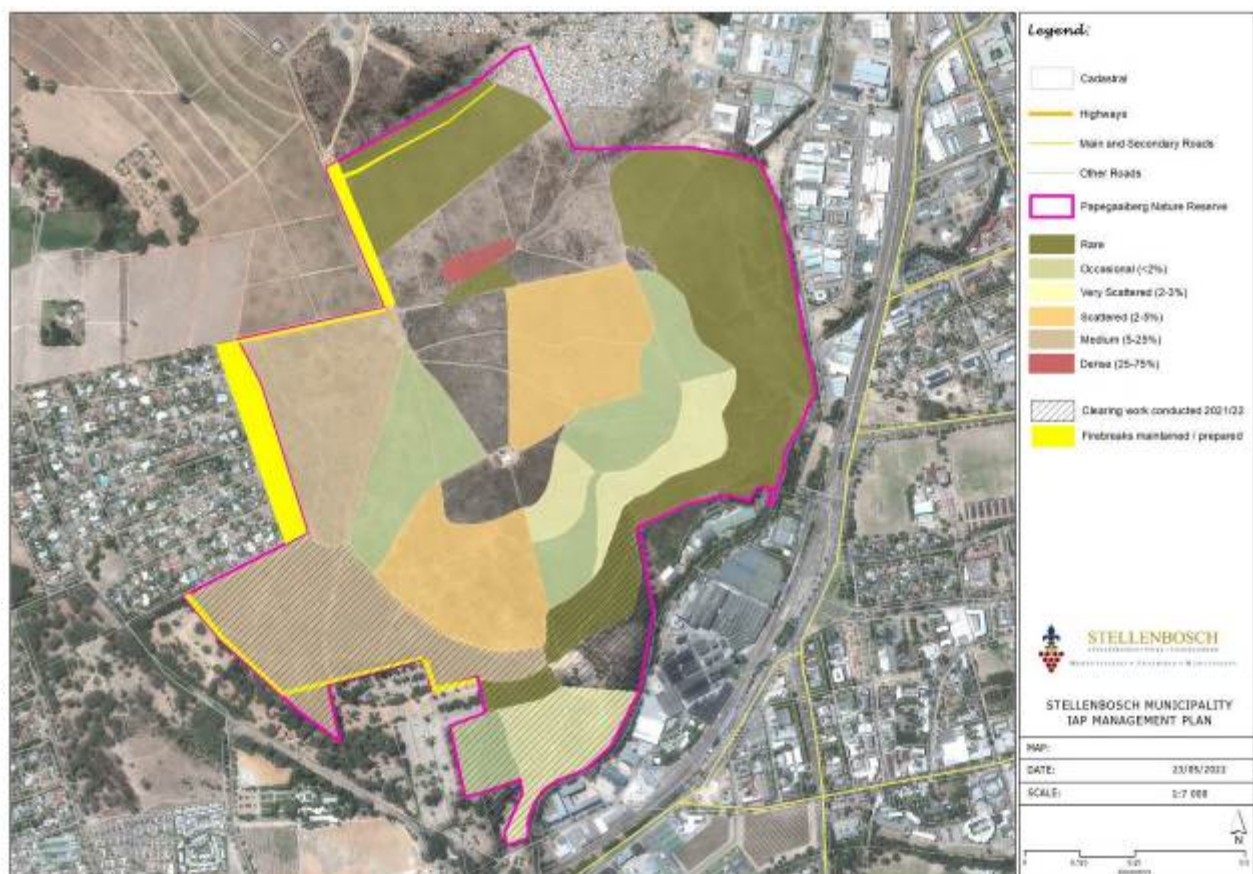 Legend:
Cadastral
Highways
Main and Secondary Roads
Other Roads
Papegaaiberg Nature Reserve
Rare
Occasional (<2%)
Very Scattered (2-3%)
Scattered (2-5%)
Medium (5-25%)
Dense (25-75%)
Clearing work conducted 2021/22
Firebreaks maintained / prepared
STELLENBOSCH
STELLENBOSCH MUNICIPALITY
IAP MANAGEMENT PLAN
MAP:
DATE: 23/05/2022
SCALE: 1:7 000
N